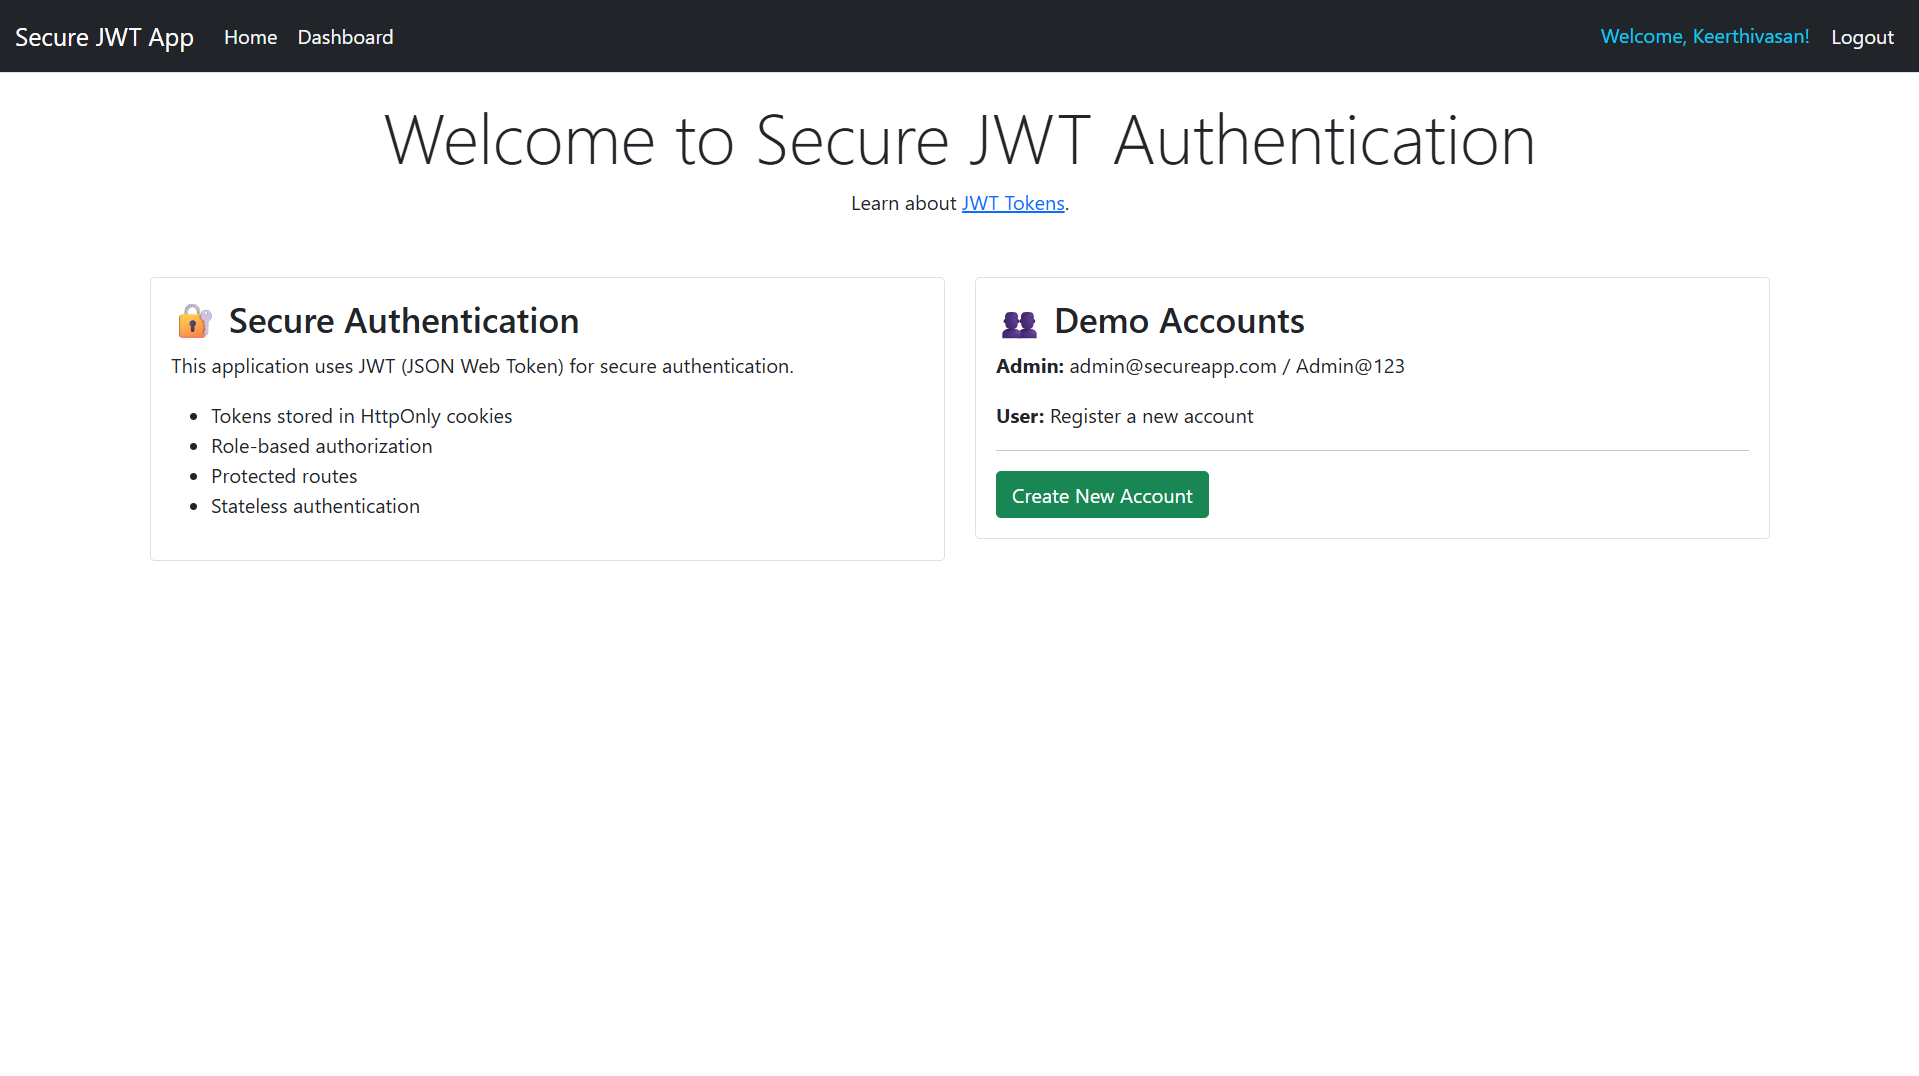 Secure JWT App Home Dashboard Welcome, Keerthivasan! Logout
Welcome to Secure JWT Authentication
Learn about JWT Tokens.
Secure Authentication
This application uses JWT (JSON Web Token) for secure authentication.
Tokens stored in HttpOnly cookies
Role-based authorization
Protected routes
Stateless authentication
Demo Accounts
Admin: admin@secureapp.com / Admin@123
User: Register a new account
Create New Account